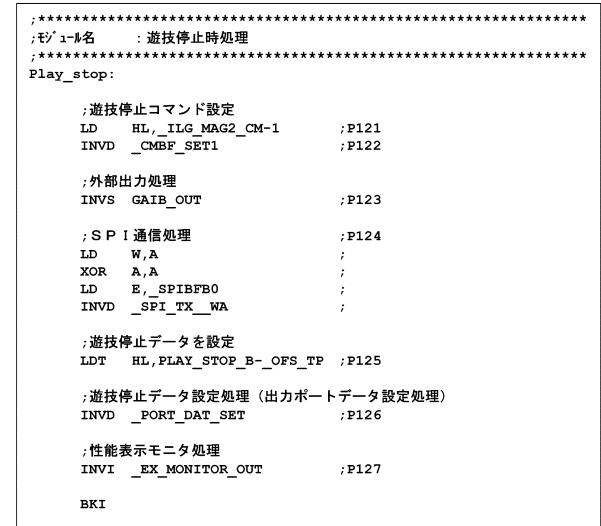 ;***************************************************************
;ﾓｼﾞｭｰﾙ名　　：遊技停止時処理
;***************************************************************
Play_stop:
;遊技停止コマンド設定
LD HL,_ILG_MAG2_CM-1 ;P121
INVD _CMBF_SET1 ;P122
;外部出力処理
INVS GAIB_OUT ;P123
;ＳＰＩ通信処理 ;P124
LD W,A ;
XOR A,A ;
LD E,_SPIBFB0 ;
INVD _SPI_TX__WA ;
;遊技停止データを設定
LDT HL,PLAY_STOP_B-_OFS_TP ;P125
;遊技停止データ設定処理（出力ポートデータ設定処理）
INVD _PORT_DAT_SET ;P126
;性能表示モニタ処理
INVI _EX_MONITOR_OUT ;P127
BKI